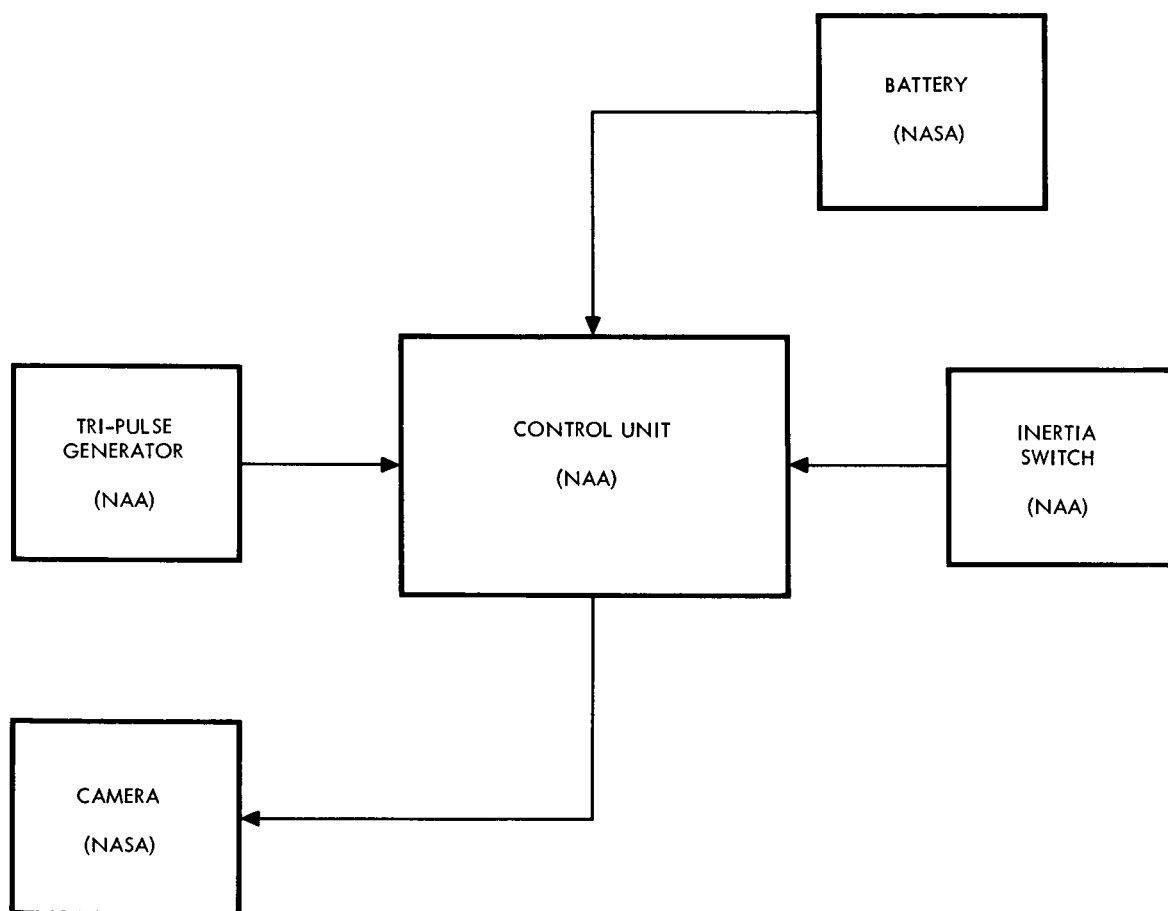 BATTERY
(NASA)
TRI-PULSE
GENERATOR
(NAA)
CONTROL UNIT
(NAA)
INERTIA
SWITCH
(NAA)
CAMERA
(NASA)